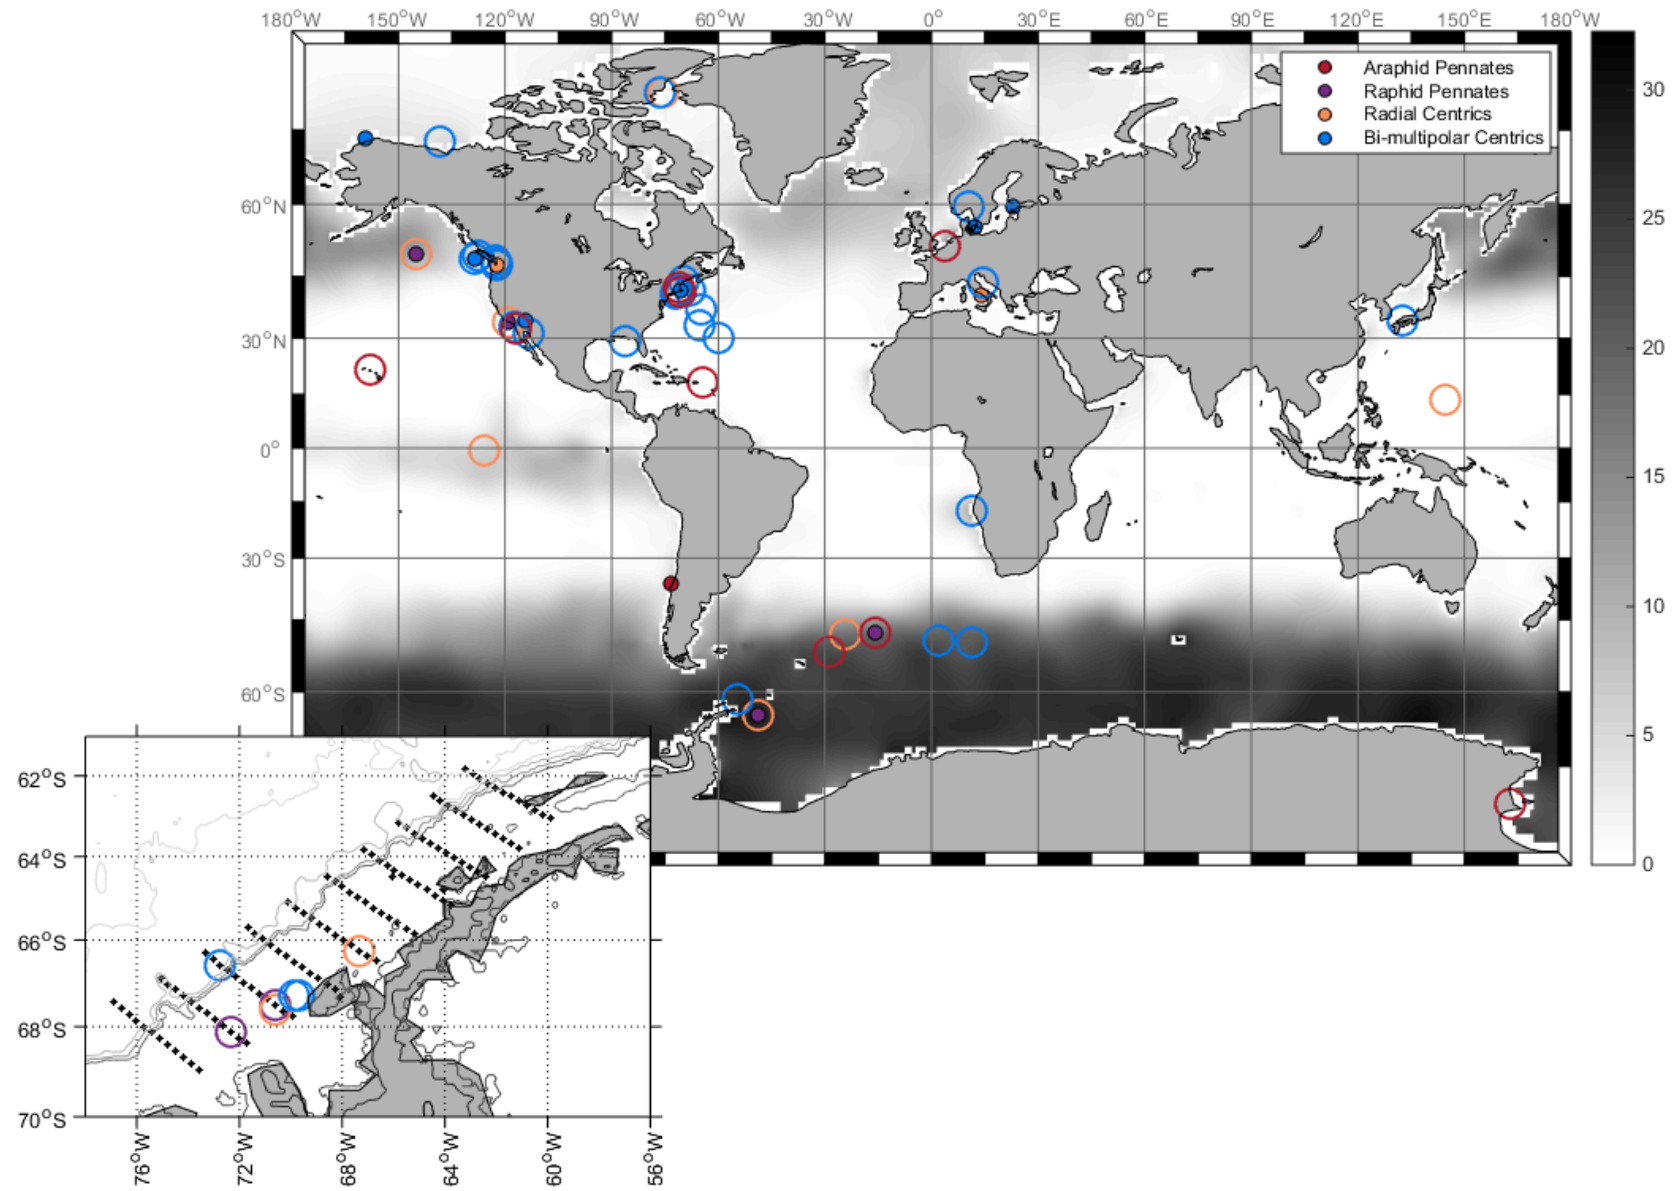 180°W 150°W 120°W 90°W 60°W 30°W 0° 30°E 60°E 90°E 120°E 150°E 180°W
Araphid Pennates
Raphid Pennates
Radial Centrics
Bi-multipolar Centrics
60°N
30°N
0°
30°S
60°S
30
25
20
15
10
5
0
62°S
64°S
66°S
68°S
70°S
76°W 72°W 68°W 64°W 60°W 56°W